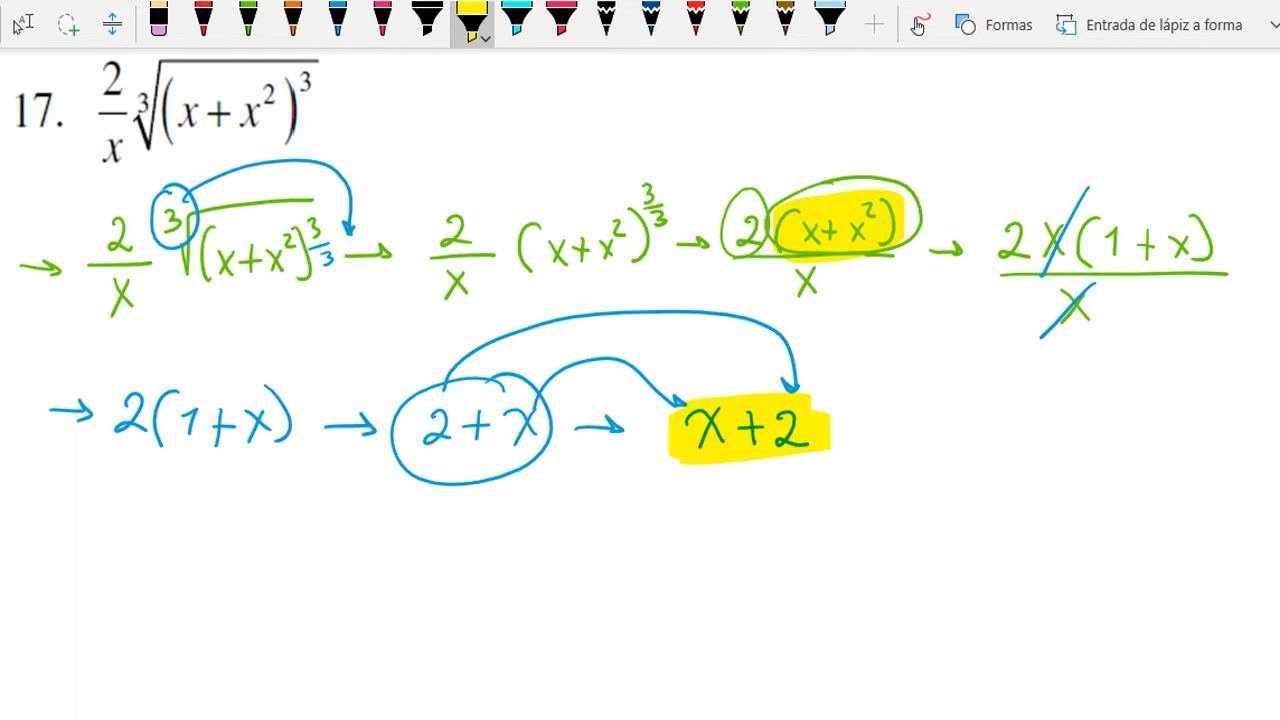 Formas Entrada de lápiz a forma
17. 2/x ∛(x+x²)³
→ 2/x ∛(x+x²)^3/3 → 2/x (x+x²)^3/3 → 2(x+x²)/x → 2x(1+x)/x
→ 2(1+x) → 2+x → x+2